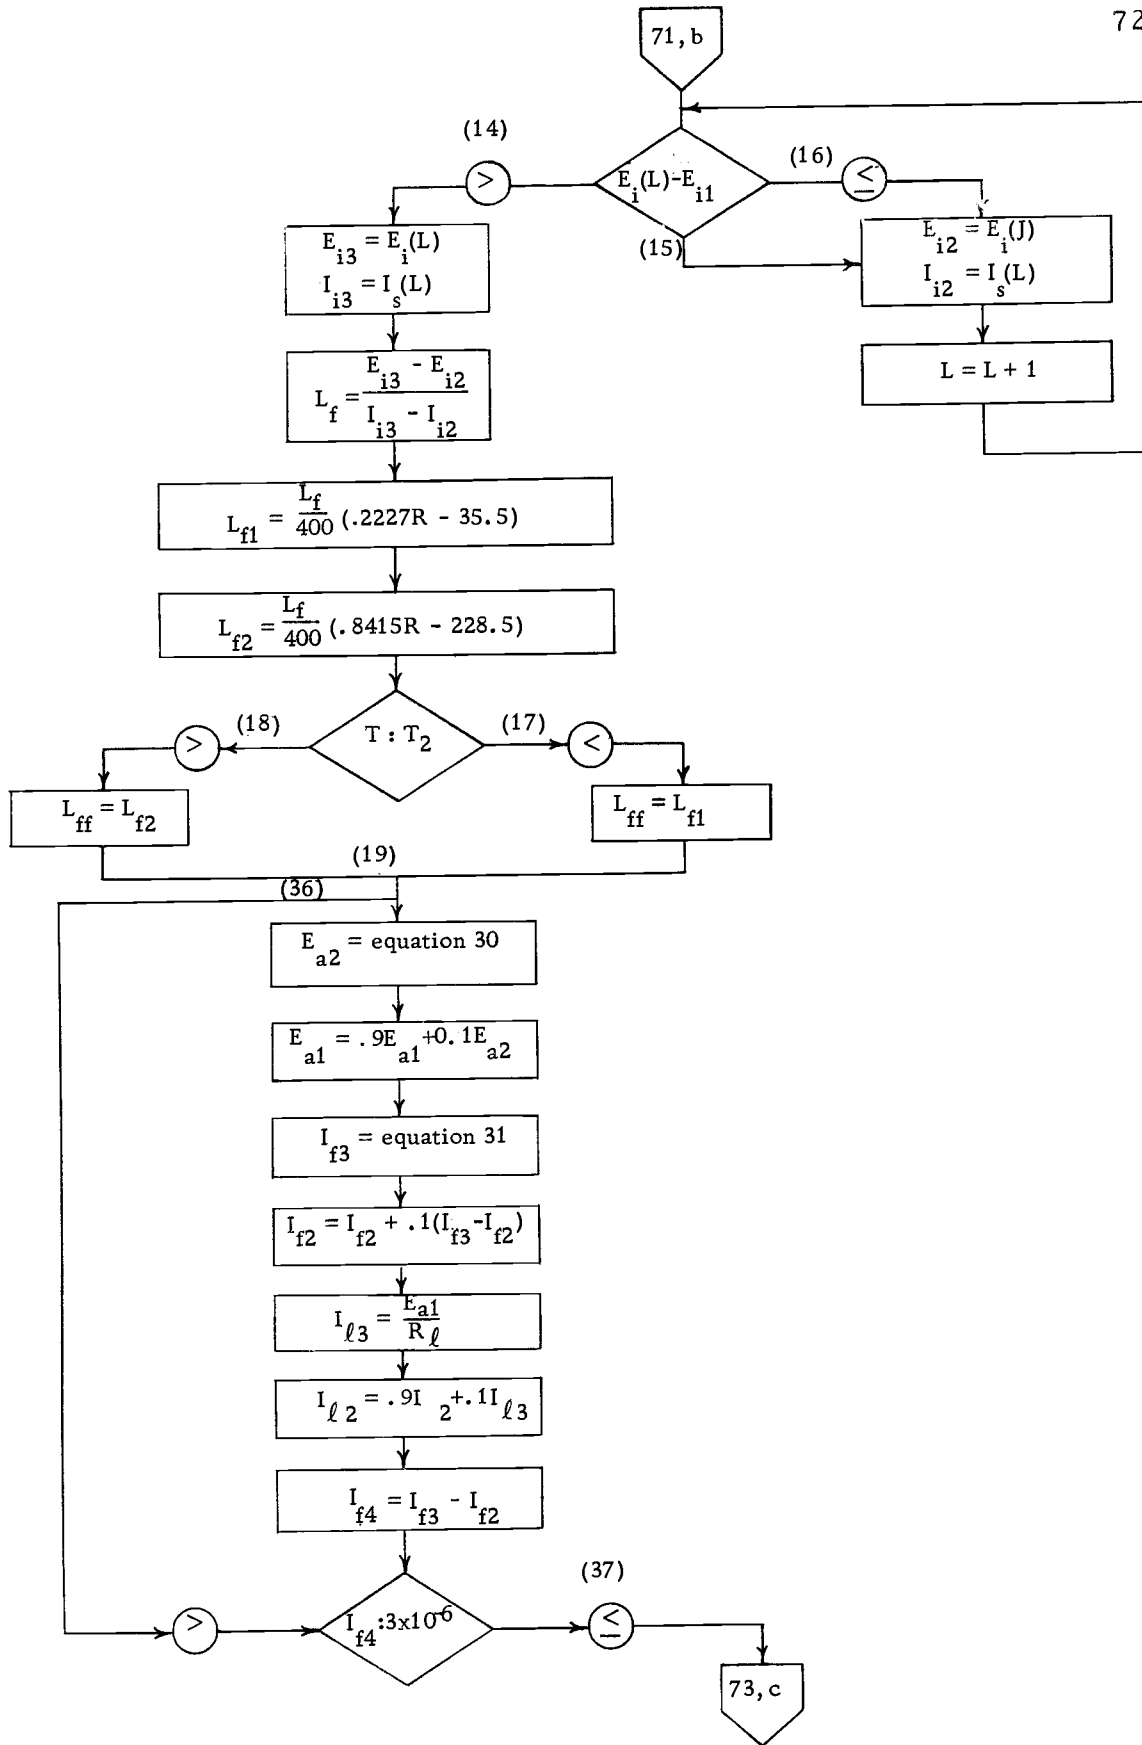 72
71, b
(14)
>
E_i(L)-E_i1
(16)
≤
(15)
E_i3 = E_i(L)
I_i3 = I_s(L)
E_i2 = E_i(J)
I_i2 = I_s(L)
L = L + 1
L_f = (E_i3 - E_i2) / (I_i3 - I_i2)
L_f1 = L_f/400 (.2227R - 35.5)
L_f2 = L_f/400 (.8415R - 228.5)
(18)
>
T : T_2
(17)
<
L_ff = L_f2
L_ff = L_f1
(19)
(36)
E_a2 = equation 30
E_a1 = .9E_a1+0.1E_a2
I_f3 = equation 31
I_f2 = I_f2 + .1(I_f3-I_f2)
I_ℓ3 = E_a1/R_ℓ
I_ℓ2 = .9I_2+.1I_ℓ3
I_f4 = I_f3 - I_f2
>
I_f4:3x10^-6
(37)
≤
73, c